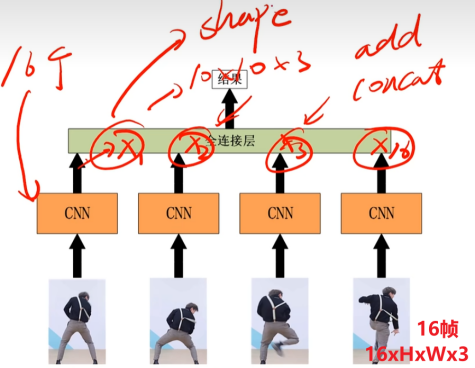 shape
16个
10x10x3
add
concat
结果
全连接层
X1
X2
X3
X16
CNN
CNN
CNN
CNN
16帧
16xHxWx3